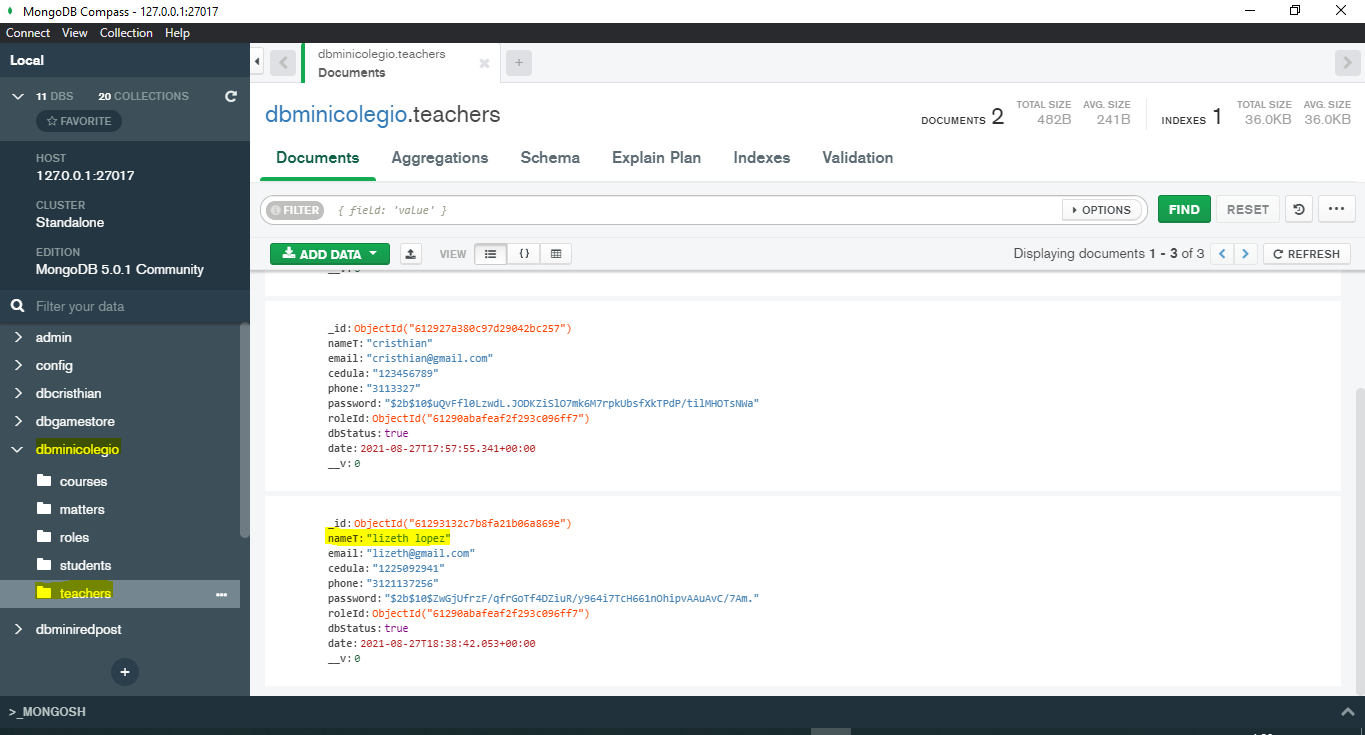 MongoDB Compass - 127.0.0.1:27017
Connect View Collection Help
Local
11 DBS 20 COLLECTIONS
FAVORITE
HOST
127.0.0.1:27017
CLUSTER
Standalone
EDITION
MongoDB 5.0.1 Community
Filter your data
admin
config
dbcristhian
dbgamestore
dbminicolegio
courses
matters
roles
students
teachers
dbminiredpost
dbminicolegio.teachers
Documents
dbminicolegio.teachers
DOCUMENTS 2
TOTAL SIZE 482B
AVG. SIZE 241B
INDEXES 1
TOTAL SIZE 36.0KB
AVG. SIZE 36.0KB
Documents Aggregations Schema Explain Plan Indexes Validation
FILTER { field: 'value' } OPTIONS FIND RESET
ADD DATA VIEW {} Displaying documents 1 - 3 of 3 REFRESH
_id: ObjectId("612927a380c97d29042bc257")
nameT: "cristhian"
email: "cristhian@gmail.com"
cedula: "123456789"
phone: "3113327"
password: "$2b$10$uQvFfl0LzwdL.JODKZiSlO7mk6M7rpkUbsfXkTPdP/tilMHOTsNWa"
roleId: ObjectId("61290abafeaf2f293c096ff7")
dbStatus: true
date: 2021-08-27T17:57:55.341+00:00
__v: 0
_id: ObjectId("61293132c7b8fa21b06a869e")
nameT: "lizeth lopez"
email: "lizeth@gmail.com"
cedula: "1225092941"
phone: "3121137256"
password: "$2b$10$ZwGjUfrzF/qfrGoTf4DZiuR/y964i7TcH661nOhipvAAuAvC/7Am."
roleId: ObjectId("61290abafeaf2f293c096ff7")
dbStatus: true
date: 2021-08-27T18:38:42.053+00:00
__v: 0
>_MONGOSH